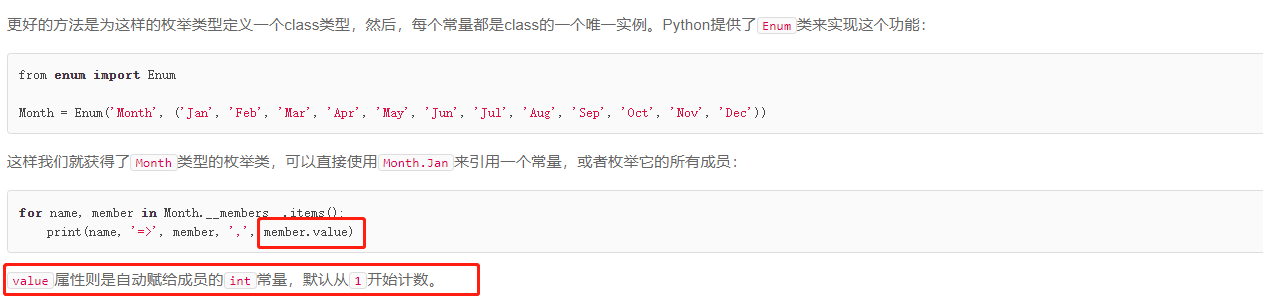 更好的方法是为这样的枚举类型定义一个class类型，然后，每个常量都是class的一个唯一实例。Python提供了Enum类来实现这个功能：
from enum import Enum
Month = Enum('Month', ('Jan', 'Feb', 'Mar', 'Apr', 'May', 'Jun', 'Jul', 'Aug', 'Sep', 'Oct', 'Nov', 'Dec'))
这样我们就获得了Month类型的枚举类，可以直接使用Month.Jan来引用一个常量，或者枚举它的所有成员：
for name, member in Month.__members__.items():
print(name, '=>', member, ',', member.value)
value属性则是自动赋给成员的int常量，默认从1开始计数。